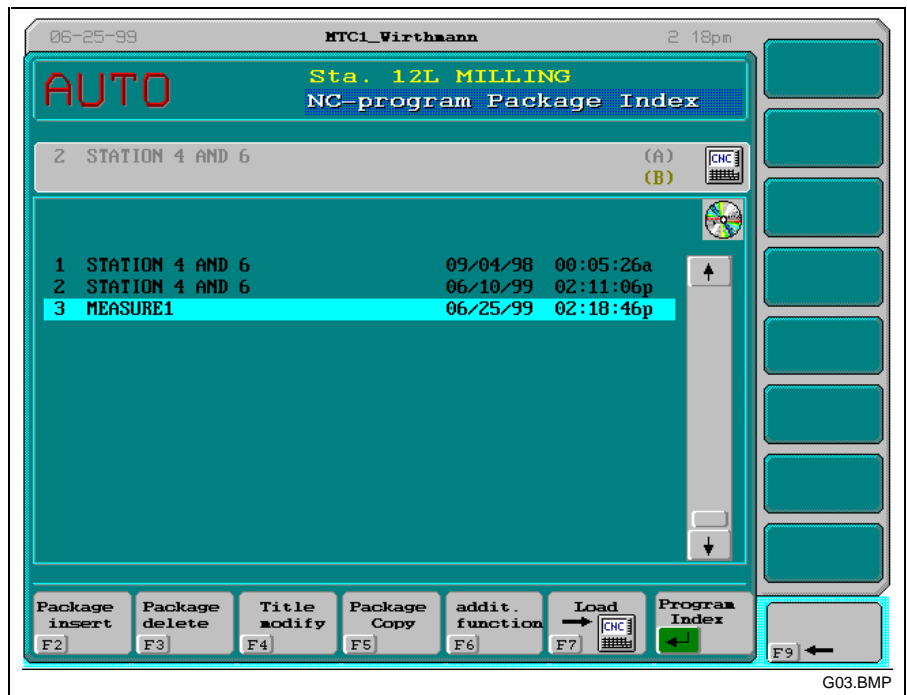 06-25-99 MTC1_Wirthmann 2 18pm
AUTO
Sta. 12L MILLING
NC-program Package Index
2 STATION 4 AND 6 (A)
(B)
CNC
1 STATION 4 AND 6 09/04/98 00:05:26a
2 STATION 4 AND 6 06/10/99 02:11:06p
3 MEASURE1 06/25/99 02:18:46p
Package insert F2
Package delete F3
Title modify F4
Package Copy F5
addit. function F6
Load CNC F7
Program Index
F9
G03.BMP